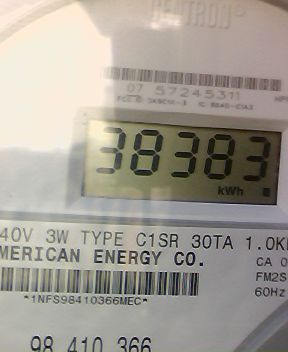 CENTRON®
07 57245311
38383
kWh
40V 3W TYPE C1SR 30TA 1.0K
MERICAN ENERGY CO.
CA 0
FM2S
*1NFS98410366MEC*
60Hz
98 410 366